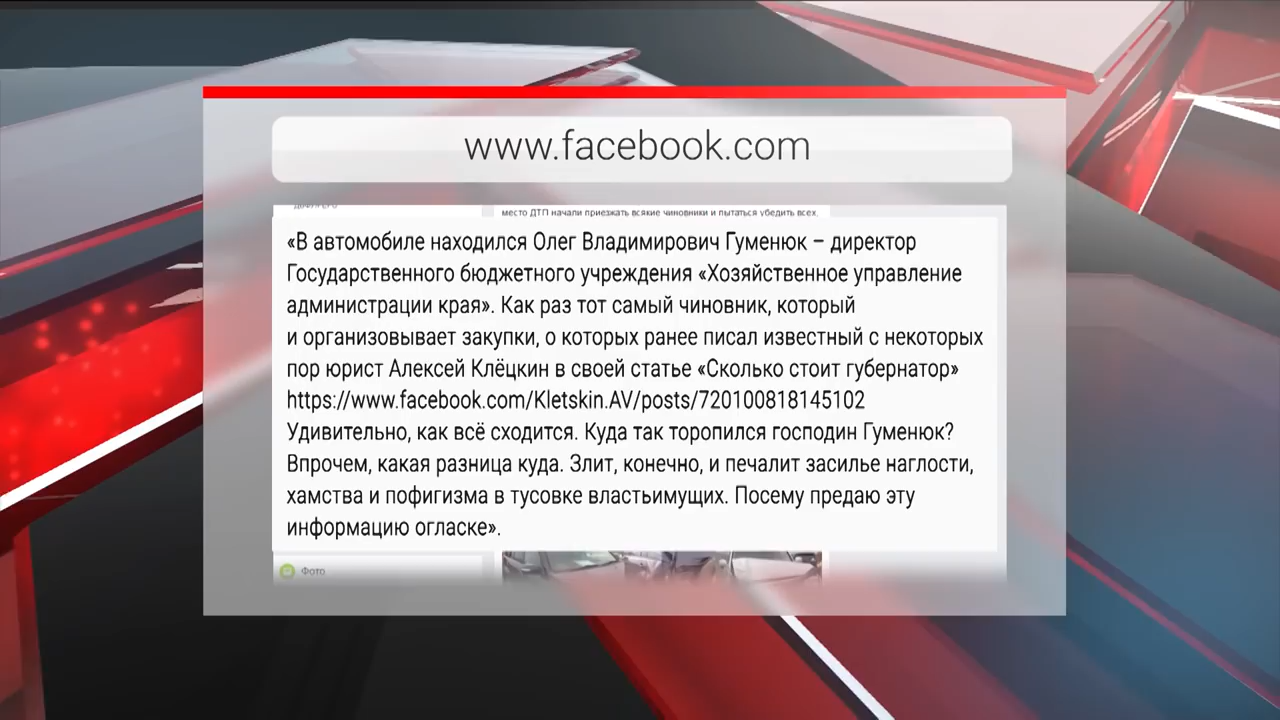 www.facebook.com
место ДТП начали приезжать всякие чиновники и пытаться убедить всех,
«В автомобиле находился Олег Владимирович Гуменюк – директор
Государственного бюджетного учреждения «Хозяйственное управление
администрации края». Как раз тот самый чиновник, который
и организовывает закупки, о которых ранее писал известный с некоторых
пор юрист Алексей Клёцкин в своей статье «Сколько стоит губернатор»
https://www.facebook.com/Kletskin.AV/posts/720100818145102
Удивительно, как всё сходится. Куда так торопился господин Гуменюк?
Впрочем, какая разница куда. Злит, конечно, и печалит засилье наглости,
хамства и пофигизма в тусовке властьимущих. Посему предаю эту
информацию огласке».
Фото